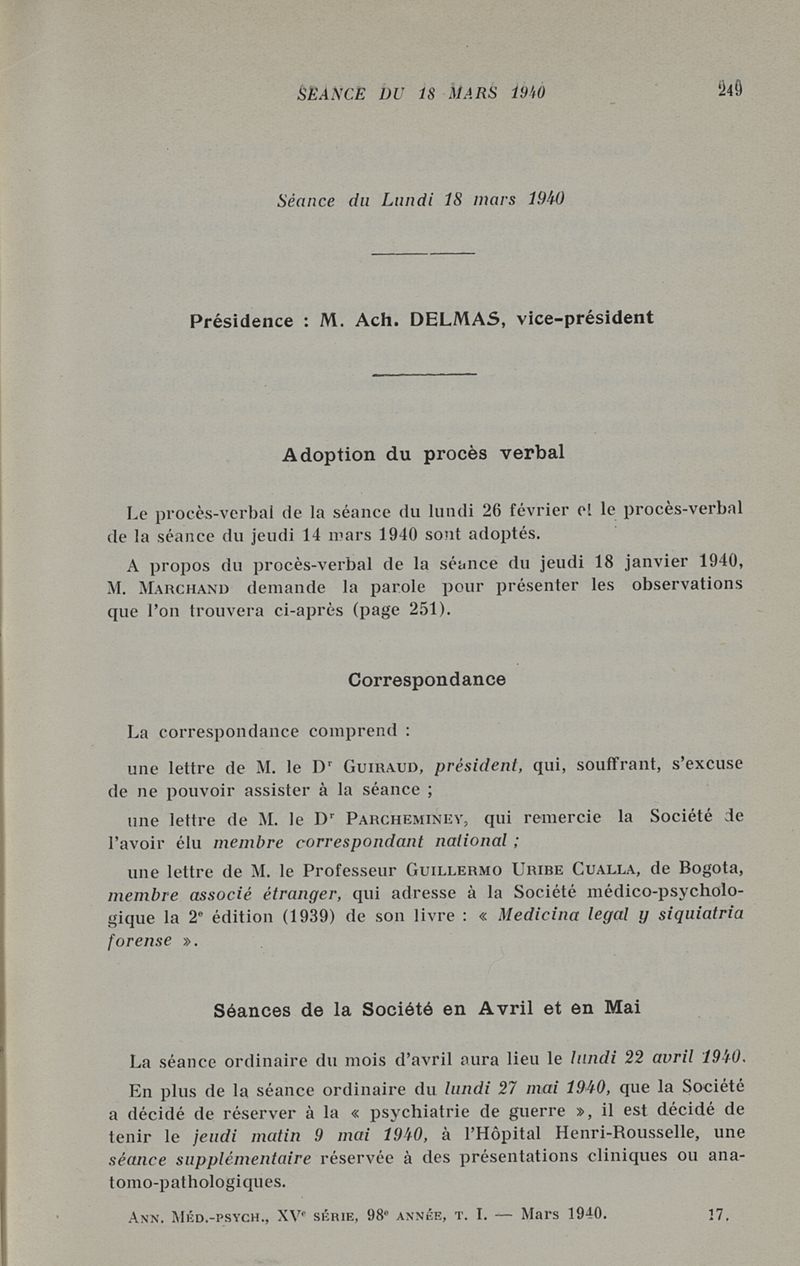 SEANCE DU 18 MARS 1940 249
Séance du Lundi 18 mars 1940
Présidence : M. Ach. DELMAS, vice-président
Adoption du procès verbal
Le procès-verbal de la séance du lundi 26 février et le procès-verbal
de la séance du jeudi 14 mars 1940 sont adoptés.
A propos du procès-verbal de la séance du jeudi 18 janvier 1940,
M. MARCHAND demande la parole pour présenter les observations
que l'on trouvera ci-après (page 251).
Correspondance
La correspondance comprend :
une lettre de M. le Dr GUIRAUD, président, qui, souffrant, s'excuse
de ne pouvoir assister à la séance ;
une lettre de M. le Dr PARCHEMINEY, qui remercie la Société de
l'avoir élu membre correspondant national ;
une lettre de M. le Professeur GUILLERMO URIBE CUALLA, de Bogota,
membre associé étranger, qui adresse à la Société médico-psycholo-
gique la 2e édition (1939) de son livre : « Medicina legal y siquiatria
forense ».
Séances de la Société en Avril et en Mai
La séance ordinaire du mois d'avril aura lieu le lundi 22 avril 1940.
En plus de la séance ordinaire du lundi 27 mai 1940, que la Société
a décidé de réserver à la « psychiatrie de guerre », il est décidé de
tenir le jeudi matin 9 mai 1940, à l'Hôpital Henri-Rousselle, une
séance supplémentaire réservée à des présentations cliniques ou ana-
tomo-pathologiques.
ANN. MÉD.-PSYCH., XVe SÉRIE, 98e ANNÉE, T. I. — Mars 1940. 17.